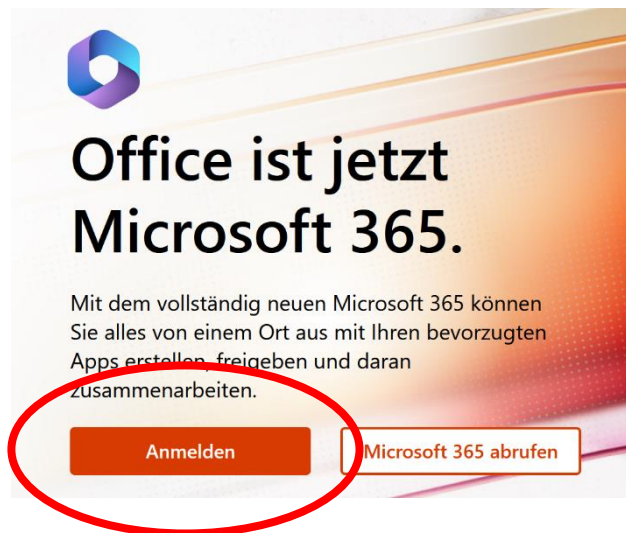 Office ist jetzt
Microsoft 365.
Mit dem vollständig neuen Microsoft 365 können
Sie alles von einem Ort aus mit Ihren bevorzugten
Apps erstellen, freigeben und daran
zusammenarbeiten.
Anmelden
Microsoft 365 abrufen